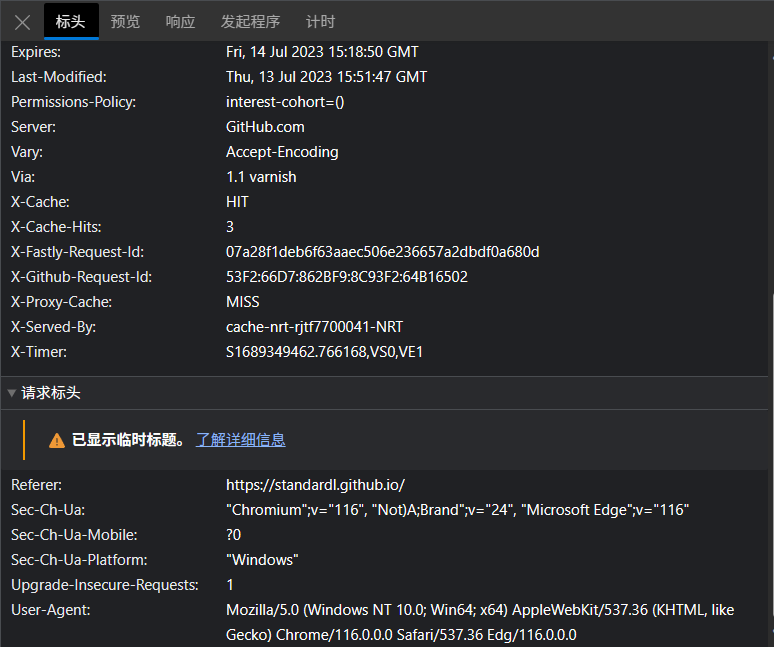 标头 预览 响应 发起程序 计时
Expires: Fri, 14 Jul 2023 15:18:50 GMT
Last-Modified: Thu, 13 Jul 2023 15:51:47 GMT
Permissions-Policy: interest-cohort=()
Server: GitHub.com
Vary: Accept-Encoding
Via: 1.1 varnish
X-Cache: HIT
X-Cache-Hits: 3
X-Fastly-Request-Id: 07a28f1deb6f63aaec506e236657a2dbdf0a680d
X-Github-Request-Id: 53F2:66D7:862BF9:8C93F2:64B16502
X-Proxy-Cache: MISS
X-Served-By: cache-nrt-rjtf7700041-NRT
X-Timer: S1689349462.766168,VS0,VE1
请求标头
已显示临时标题。 了解详细信息
Referer: https://standardl.github.io/
Sec-Ch-Ua: "Chromium";v="116", "Not)A;Brand";v="24", "Microsoft Edge";v="116"
Sec-Ch-Ua-Mobile: ?0
Sec-Ch-Ua-Platform: "Windows"
Upgrade-Insecure-Requests: 1
User-Agent: Mozilla/5.0 (Windows NT 10.0; Win64; x64) AppleWebKit/537.36 (KHTML, like
Gecko) Chrome/116.0.0.0 Safari/537.36 Edg/116.0.0.0